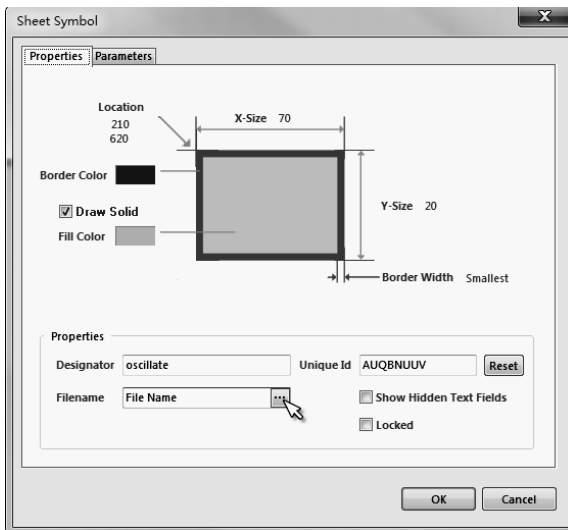 Sheet Symbol
Properties Parameters
Location
210
620
X-Size 70
Border Color
Draw Solid
Fill Color
Y-Size 20
Border Width Smallest
Properties
Designator oscillate Unique Id AUQBNUUV Reset
Filename File Name ... Show Hidden Text Fields
Locked
OK Cancel